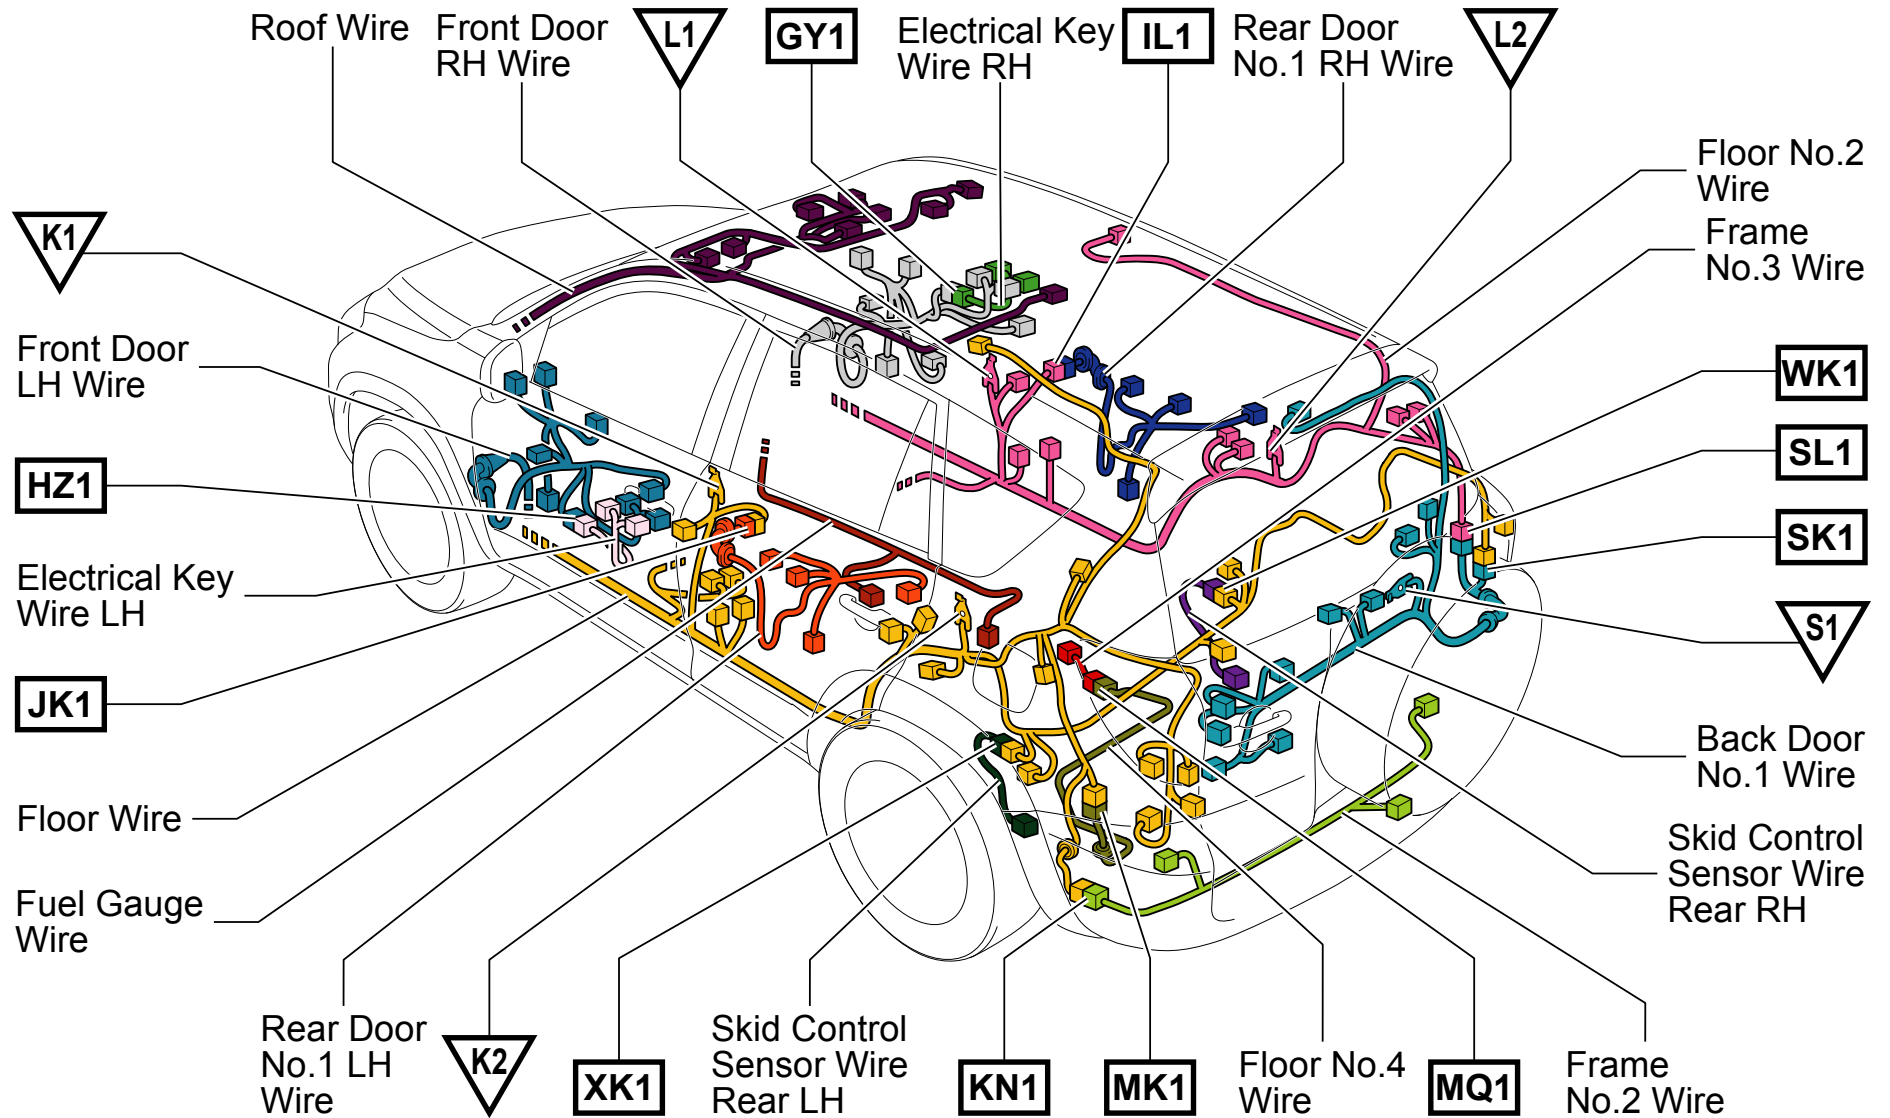 Roof Wire
Front Door
RH Wire
L1
GY1
Electrical Key
Wire RH
IL1
Rear Door
No.1 RH Wire
L2
Floor No.2
Wire
Frame
No.3 Wire
K1
Front Door
LH Wire
WK1
SL1
HZ1
SK1
Electrical Key
Wire LH
S1
JK1
Back Door
No.1 Wire
Floor Wire
Skid Control
Sensor Wire
Rear RH
Fuel Gauge
Wire
Rear Door
No.1 LH
Wire
K2
XK1
Skid Control
Sensor Wire
Rear LH
KN1
MK1
Floor No.4
Wire
MQ1
Frame
No.2 Wire